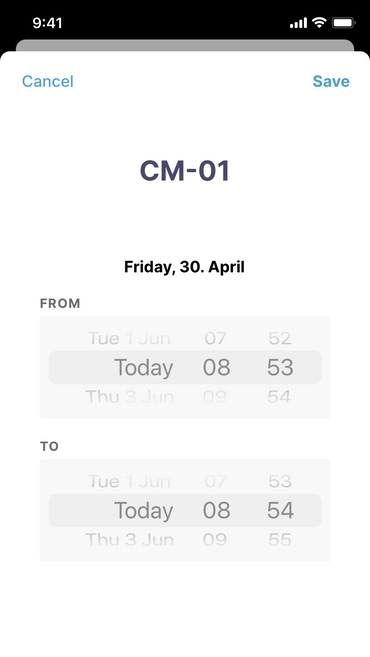 9:41
Cancel Save
CM-01
Friday, 30. April
FROM
Tue 1 Jun 07 52
Today 08 53
Thu 3 Jun 09 54
TO
Tue 1 Jun 07 53
Today 08 54
Thu 3 Jun 09 55